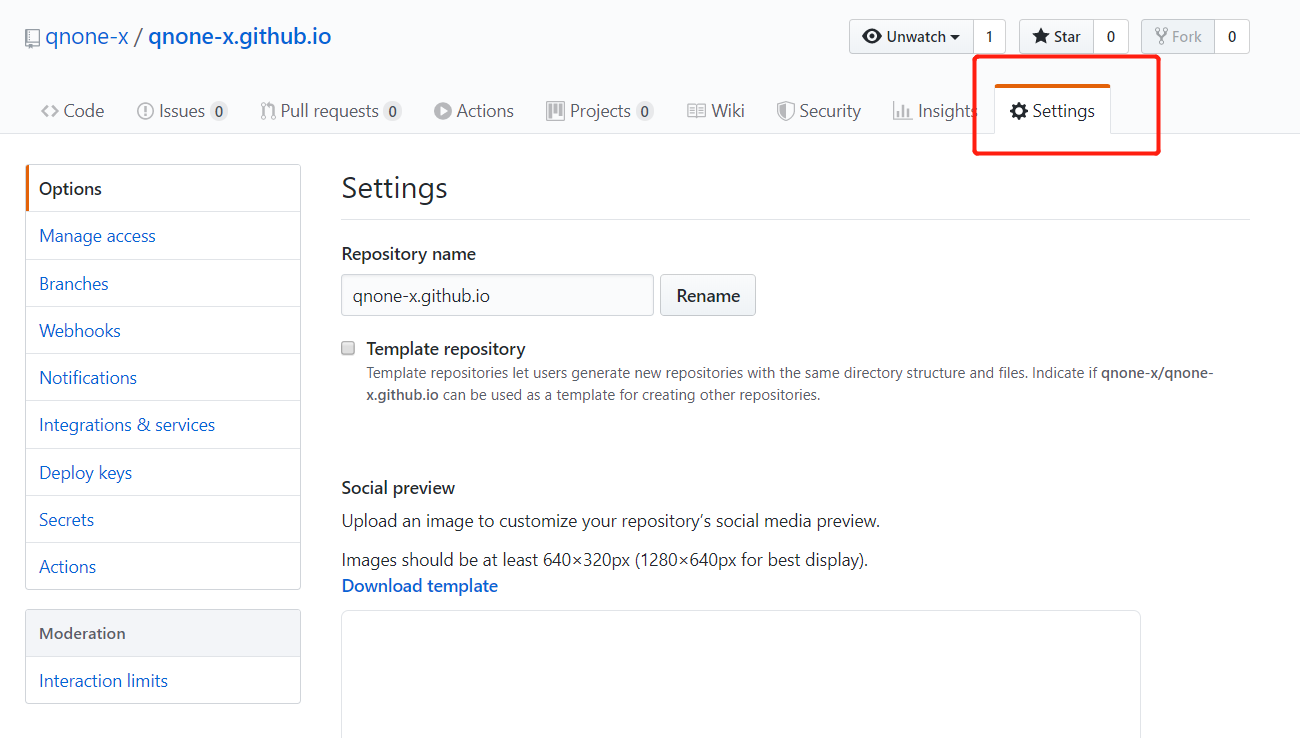 qnone-x / qnone-x.github.io
Unwatch 1 Star 0 Fork 0
Code Issues 0 Pull requests 0 Actions Projects 0 Wiki Security Insights Settings
Options
Manage access
Branches
Webhooks
Notifications
Integrations & services
Deploy keys
Secrets
Actions
Moderation
Interaction limits
Settings
Repository name
qnone-x.github.io Rename
Template repository
Template repositories let users generate new repositories with the same directory structure and files. Indicate if qnone-x/qnone-
x.github.io can be used as a template for creating other repositories.
Social preview
Upload an image to customize your repository’s social media preview.
Images should be at least 640×320px (1280×640px for best display).
Download template